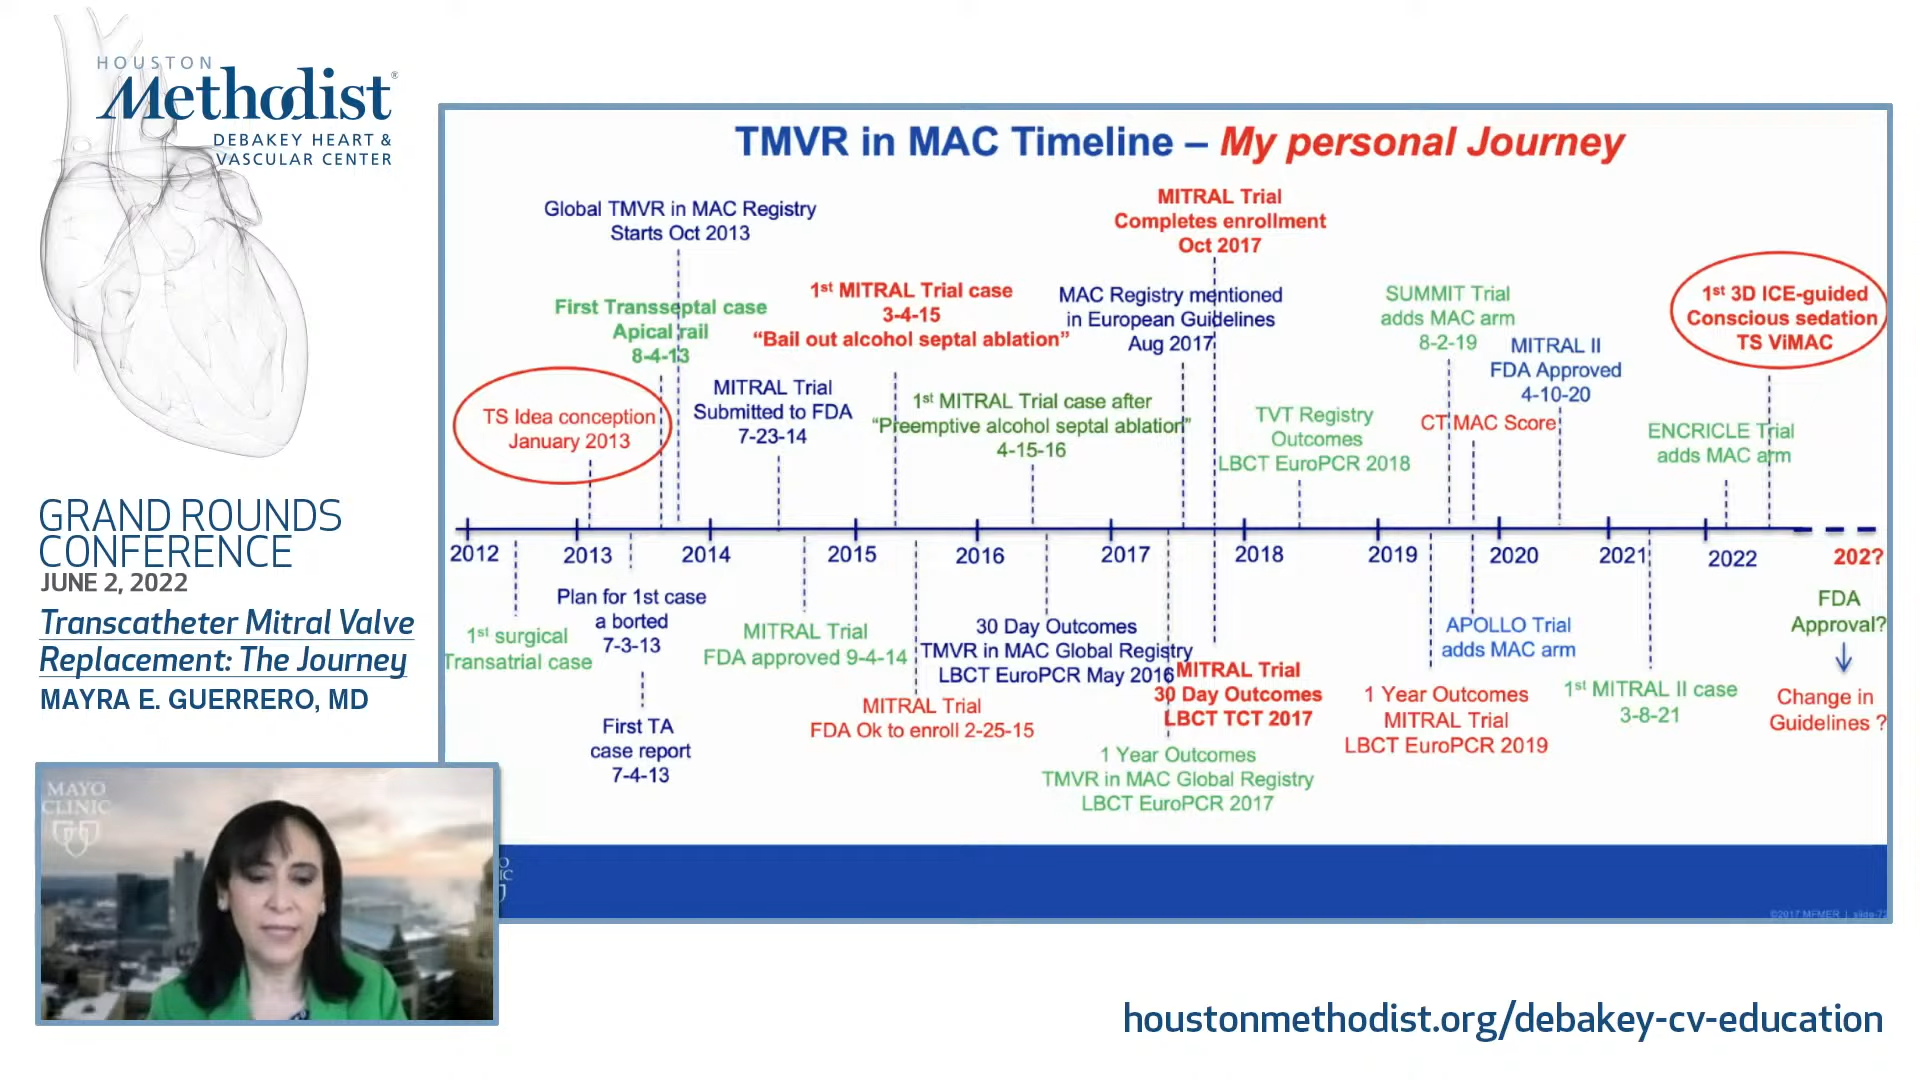 HOUSTON
Methodist®
DEBAKEY HEART &
VASCULAR CENTER
GRAND ROUNDS
CONFERENCE
JUNE 2, 2022
Transcatheter Mitral Valve
Replacement: The Journey
MAYRA E. GUERRERO, MD
MAYO
CLINIC
TMVR in MAC Timeline – My personal Journey
Global TMVR in MAC Registry
Starts Oct 2013
First Transseptal case
Apical rail
8-4-13
TS Idea conception
January 2013
MITRAL Trial
Submitted to FDA
7-23-14
1st MITRAL Trial case
3-4-15
“Bail out alcohol septal ablation”
1st MITRAL Trial case after
“Preemptive alcohol septal ablation”
4-15-16
MAC Registry mentioned
in European Guidelines
Aug 2017
MITRAL Trial
Completes enrollment
Oct 2017
TVT Registry
Outcomes
LBCT EuroPCR 2018
SUMMIT Trial
adds MAC arm
8-2-19
CT MAC Score
MITRAL II
FDA Approved
4-10-20
ENCRICLE Trial
adds MAC arm
1st 3D ICE-guided
Conscious sedation
TS ViMAC
2012 2013 2014 2015 2016 2017 2018 2019 2020 2021 2022 202?
1st surgical
Transatrial case
Plan for 1st case
a borted
7-3-13
First TA
case report
7-4-13
MITRAL Trial
FDA approved 9-4-14
MITRAL Trial
FDA Ok to enroll 2-25-15
30 Day Outcomes
TMVR in MAC Global Registry
LBCT EuroPCR May 2016
1 Year Outcomes
TMVR in MAC Global Registry
LBCT EuroPCR 2017
MITRAL Trial
30 Day Outcomes
LBCT TCT 2017
1 Year Outcomes
MITRAL Trial
LBCT EuroPCR 2019
APOLLO Trial
adds MAC arm
1st MITRAL II case
3-8-21
FDA
Approval?
Change in
Guidelines ?
©2017 MFMER | slide-72
houstonmethodist.org/debakey-cv-education